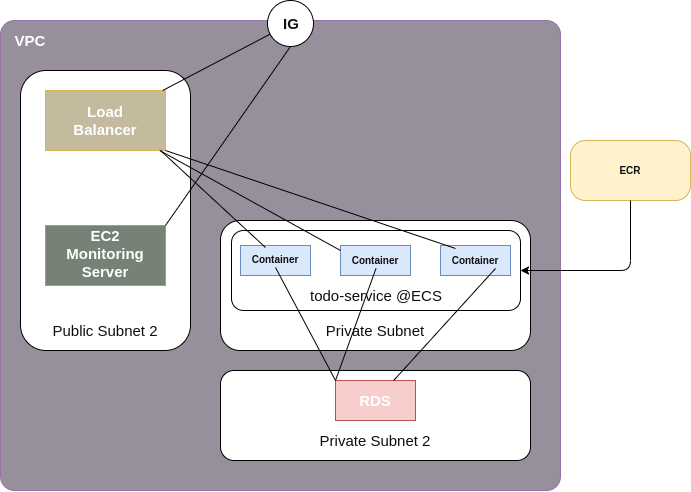 IG
VPC
Load
Balancer
EC2
Monitoring
Server
Public Subnet 2
ECR
Container
Container
Container
todo-service @ECS
Private Subnet
RDS
Private Subnet 2